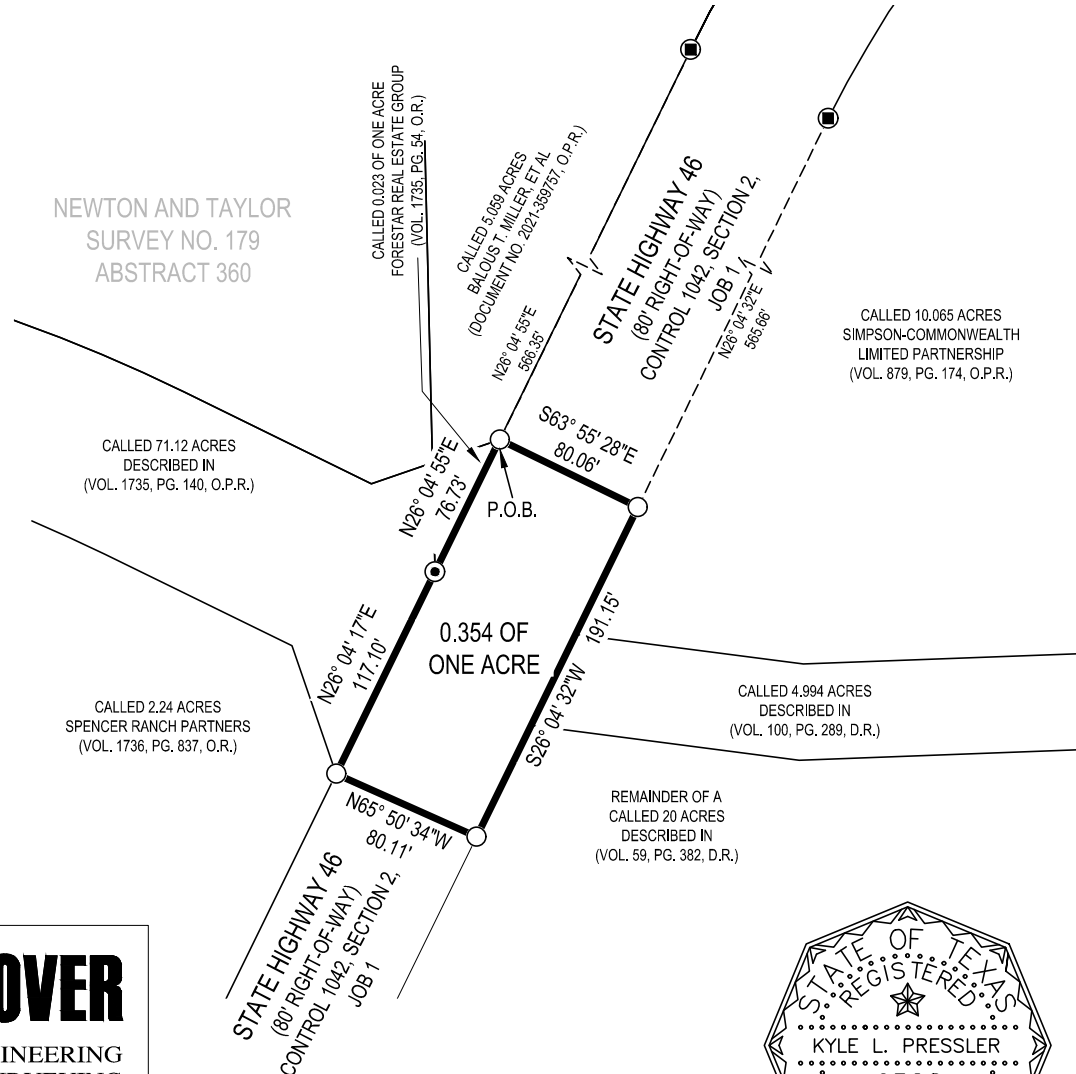 NEWTON AND TAYLOR
SURVEY NO. 179
ABSTRACT 360
CALLED 0.023 OF ONE ACRE
FORESTAR REAL ESTATE GROUP
(VOL. 1735, PG. 54, O.R.)
CALLED 5.059 ACRES
BALOUS T. MILLER, ET AL
(DOCUMENT NO. 2021-359757, O.P.R.)
N26° 04' 55"E
566.35'
STATE HIGHWAY 46
(80' RIGHT-OF-WAY)
CONTROL 1042, SECTION 2,
JOB 1
N26° 04' 32"E
565.66'
CALLED 10.065 ACRES
SIMPSON-COMMONWEALTH
LIMITED PARTNERSHIP
(VOL. 879, PG. 174, O.P.R.)
CALLED 71.12 ACRES
DESCRIBED IN
(VOL. 1735, PG. 140, O.P.R.)
N26° 04' 55"E
76.73'
S63° 55' 28"E
80.06'
P.O.B.
0.354 OF
ONE ACRE
N26° 04' 17"E
117.10'
191.15'
S26° 04' 32"W
CALLED 2.24 ACRES
SPENCER RANCH PARTNERS
(VOL. 1736, PG. 837, O.R.)
CALLED 4.994 ACRES
DESCRIBED IN
(VOL. 100, PG. 289, D.R.)
N65° 50' 34"W
80.11'
REMAINDER OF A
CALLED 20 ACRES
DESCRIBED IN
(VOL. 59, PG. 382, D.R.)
STATE HIGHWAY 46
(80' RIGHT-OF-WAY)
CONTROL 1042, SECTION 2,
JOB 1
OVER
INEERING
STATE OF TEXAS
REGISTERED
KYLE L. PRESSLER